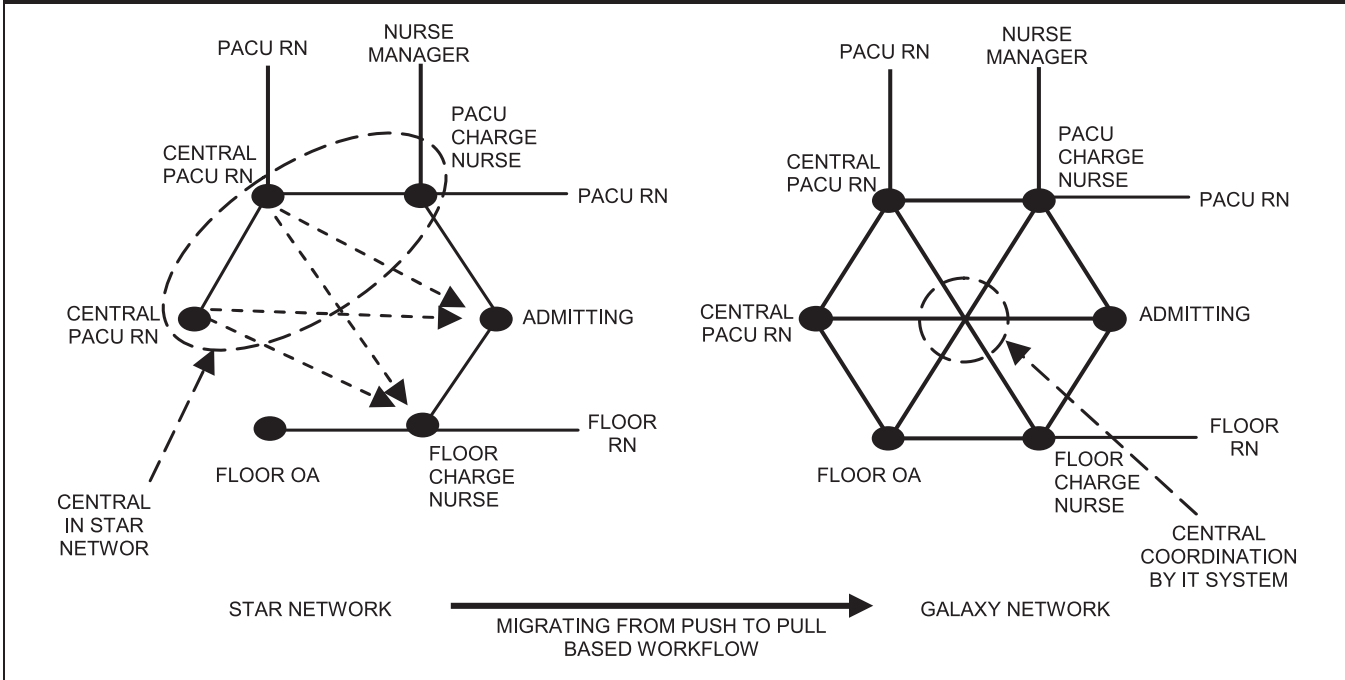 PACU RN
NURSE
MANAGER
PACU
CHARGE
NURSE
CENTRAL
PACU RN
PACU RN
CENTRAL
PACU RN
ADMITTING
FLOOR
RN
FLOOR OA
FLOOR
CHARGE
NURSE
CENTRAL
IN STAR
NETWOR
STAR NETWORK
PACU RN
NURSE
MANAGER
PACU
CHARGE
NURSE
CENTRAL
PACU RN
PACU RN
CENTRAL
PACU RN
ADMITTING
FLOOR
RN
FLOOR OA
FLOOR
CHARGE
NURSE
CENTRAL
COORDINATION
BY IT SYSTEM
MIGRATING FROM PUSH TO PULL
BASED WORKFLOW
GALAXY NETWORK